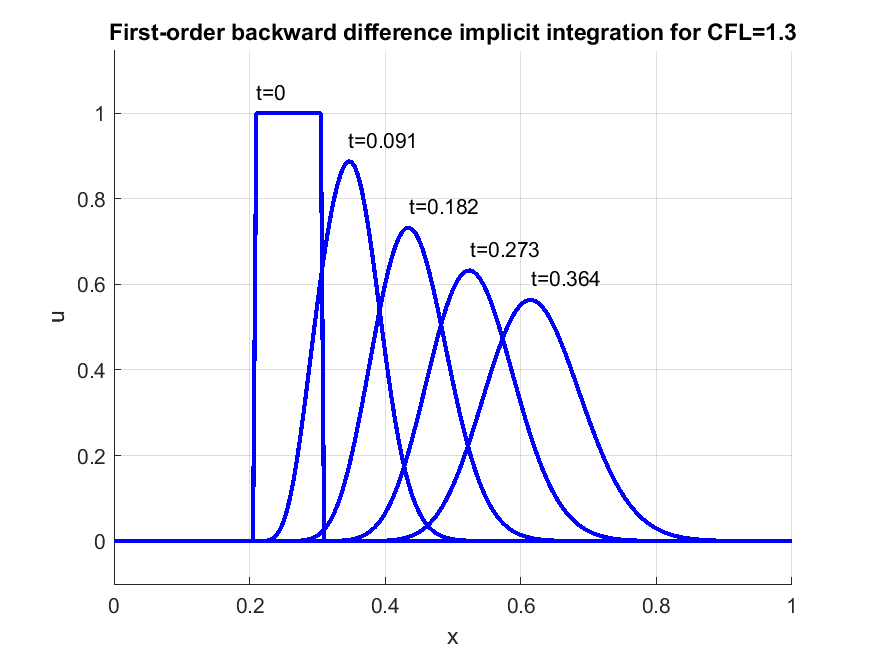 First-order backward difference implicit integration for CFL=1.3
t=0
t=0.091
t=0.182
t=0.273
t=0.364
1
0.8
0.6
0.4
0.2
0
u
0 0.2 0.4 0.6 0.8 1
x